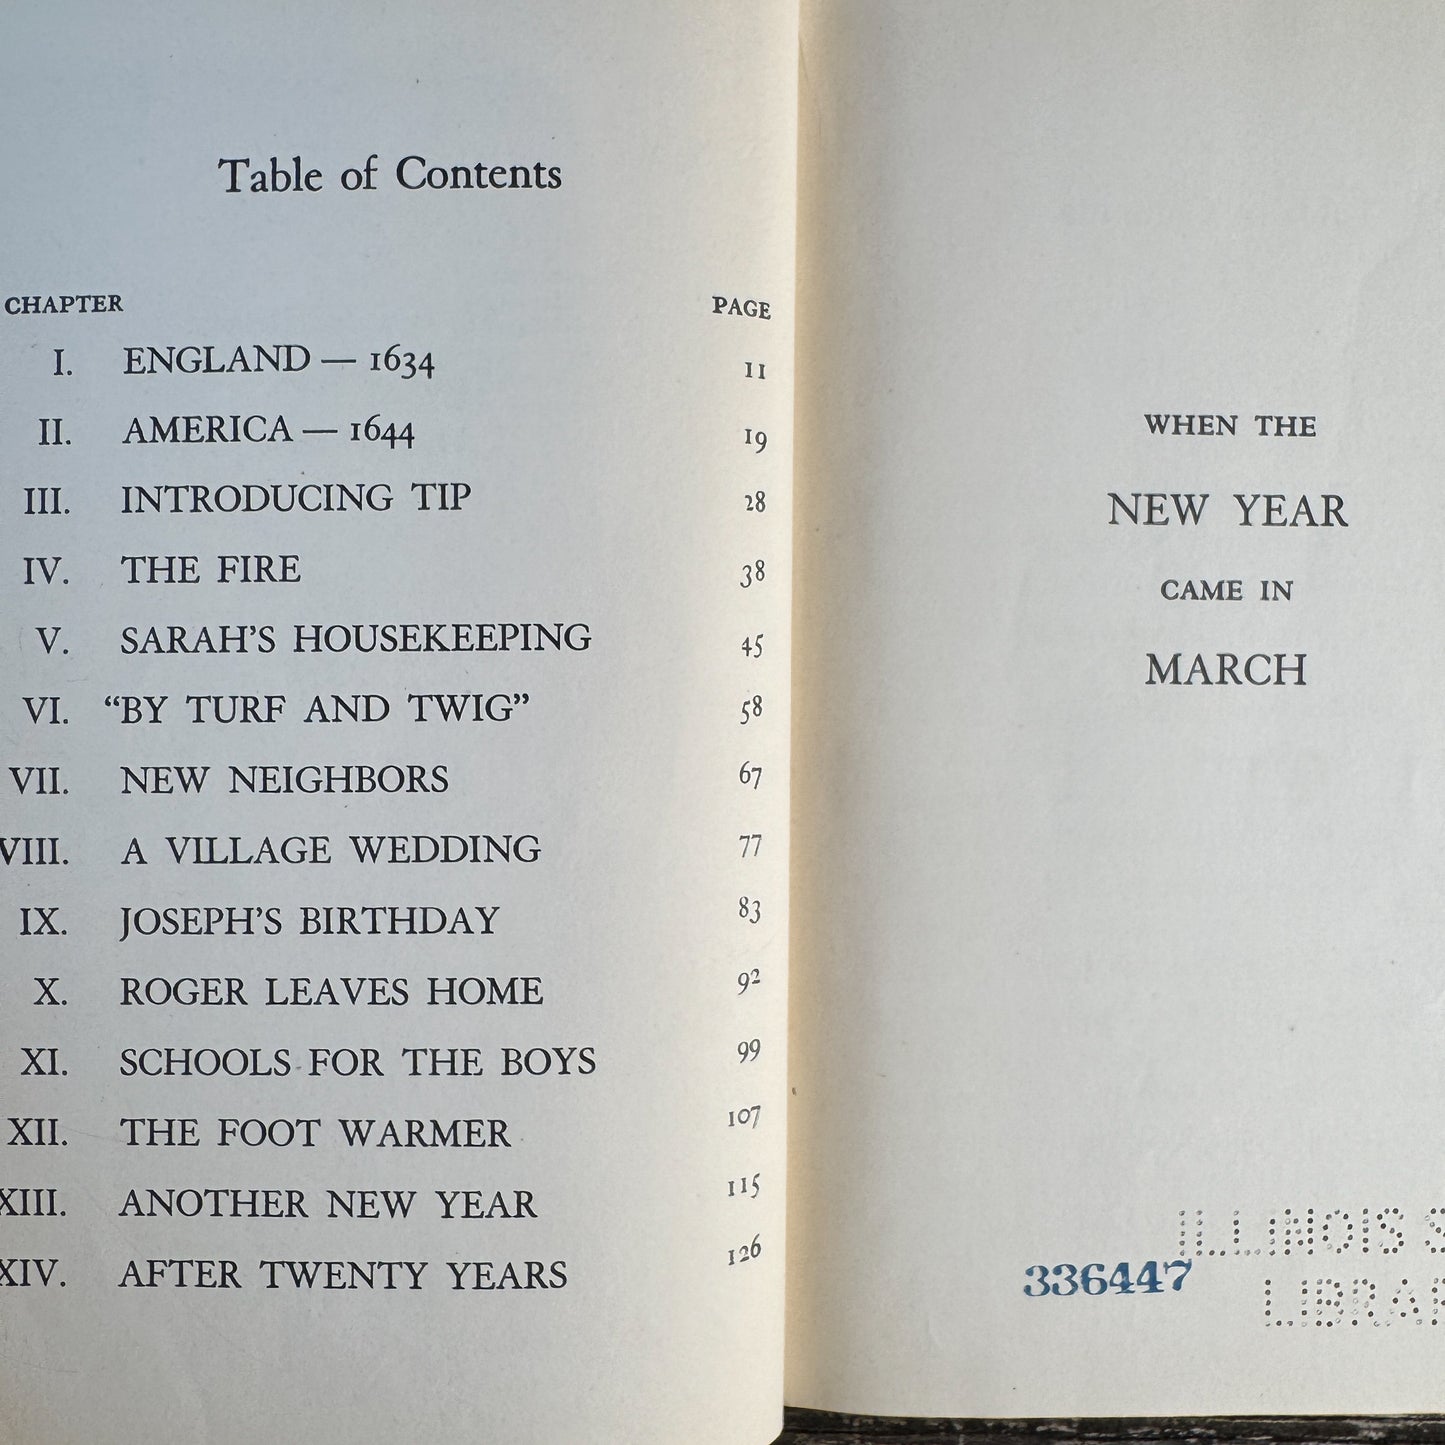 Table of Contents
CHAPTER PAGE
I. ENGLAND — 1634 11
II. AMERICA — 1644 19
III. INTRODUCING TIP 28
IV. THE FIRE 38
V. SARAH'S HOUSEKEEPING 45
VI. “BY TURF AND TWIG” 58
VII. NEW NEIGHBORS 67
VIII. A VILLAGE WEDDING 77
IX. JOSEPH'S BIRTHDAY 83
X. ROGER LEAVES HOME 92
XI. SCHOOLS FOR THE BOYS 99
XII. THE FOOT WARMER 107
XIII. ANOTHER NEW YEAR 115
XIV. AFTER TWENTY YEARS 126
WHEN THE
NEW YEAR
CAME IN
MARCH
ILLINOIS S
336447
LIBRAR